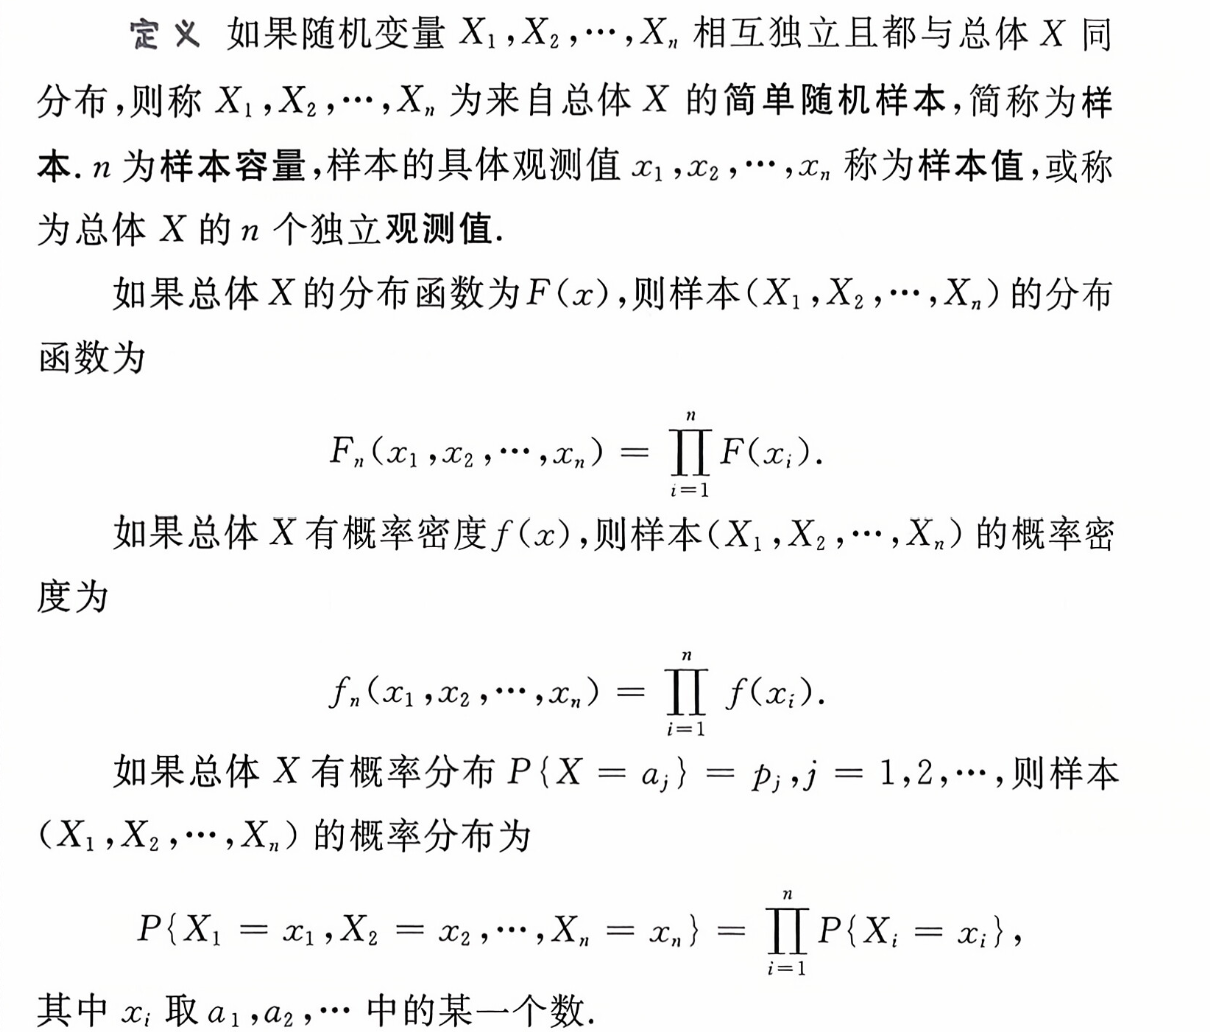 定义 如果随机变量 X₁,X₂,⋯,Xₙ 相互独立且都与总体 X 同
分布,则称 X₁,X₂,⋯,Xₙ 为来自总体 X 的简单随机样本,简称为样
本. n 为样本容量,样本的具体观测值 x₁,x₂,⋯,xₙ 称为样本值,或称
为总体 X 的 n 个独立观测值.
如果总体 X 的分布函数为 F(x),则样本(X₁,X₂,⋯,Xₙ)的分布
函数为
Fₙ(x₁,x₂,⋯,xₙ) = ∏ⁿᵢ₌₁ F(xᵢ).
如果总体 X 有概率密度 f(x),则样本(X₁,X₂,⋯,Xₙ)的概率密
度为
fₙ(x₁,x₂,⋯,xₙ) = ∏ⁿᵢ₌₁ f(xᵢ).
如果总体 X 有概率分布 P{X = aⱼ} = pⱼ,j = 1,2,⋯,则样本
(X₁,X₂,⋯,Xₙ)的概率分布为
P{X₁ = x₁,X₂ = x₂,⋯,Xₙ = xₙ} = ∏ⁿᵢ₌₁ P{Xᵢ = xᵢ},
其中 xᵢ 取 a₁,a₂,⋯ 中的某一个数.